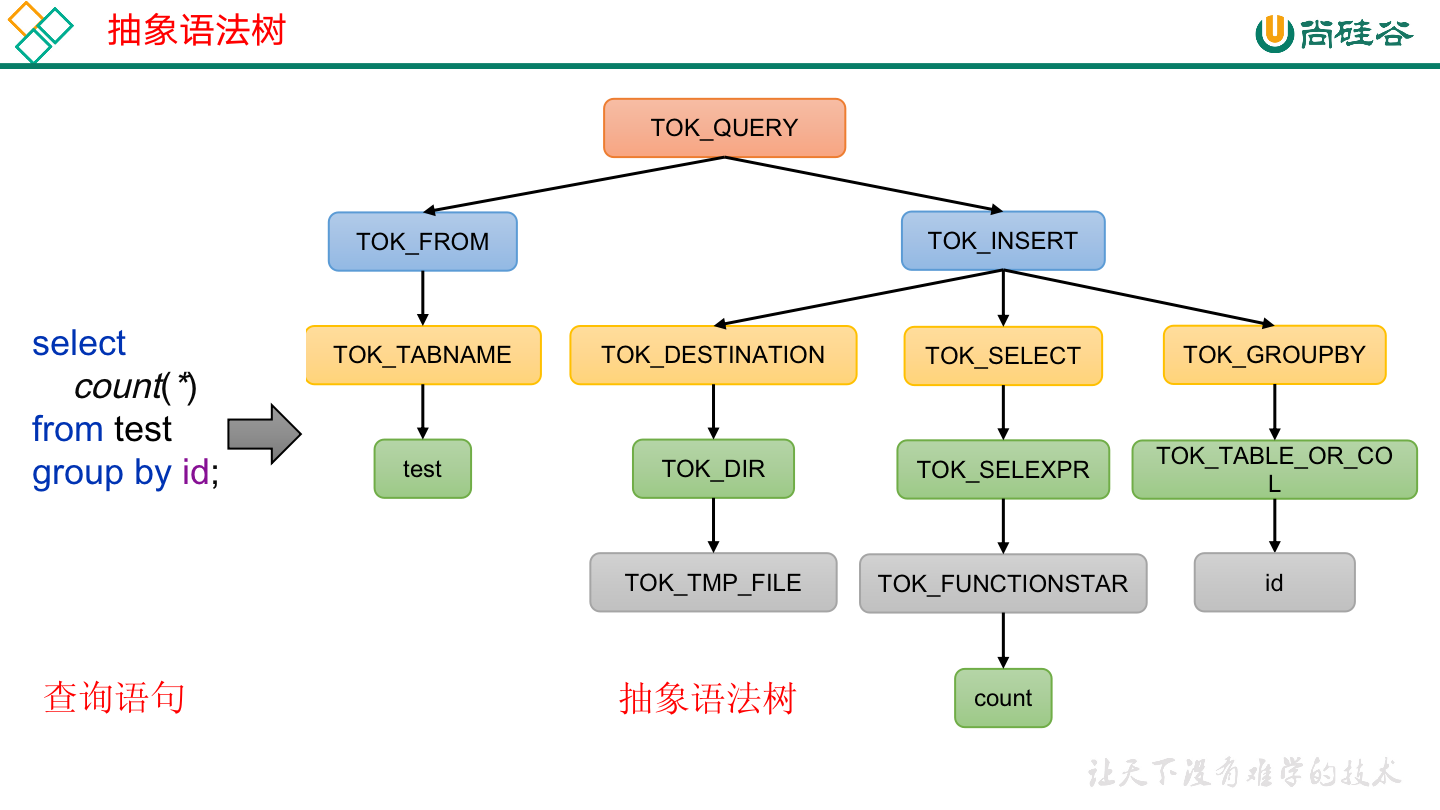 抽象语法树
尚硅谷
TOK_QUERY
TOK_FROM
TOK_INSERT
TOK_TABNAME
TOK_DESTINATION
TOK_SELECT
TOK_GROUPBY
select
count(*)
from test
group by id;
test
TOK_DIR
TOK_SELEXPR
TOK_TABLE_OR_CO
L
TOK_TMP_FILE
TOK_FUNCTIONSTAR
id
count
查询语句
抽象语法树
让天下没有难学的技术